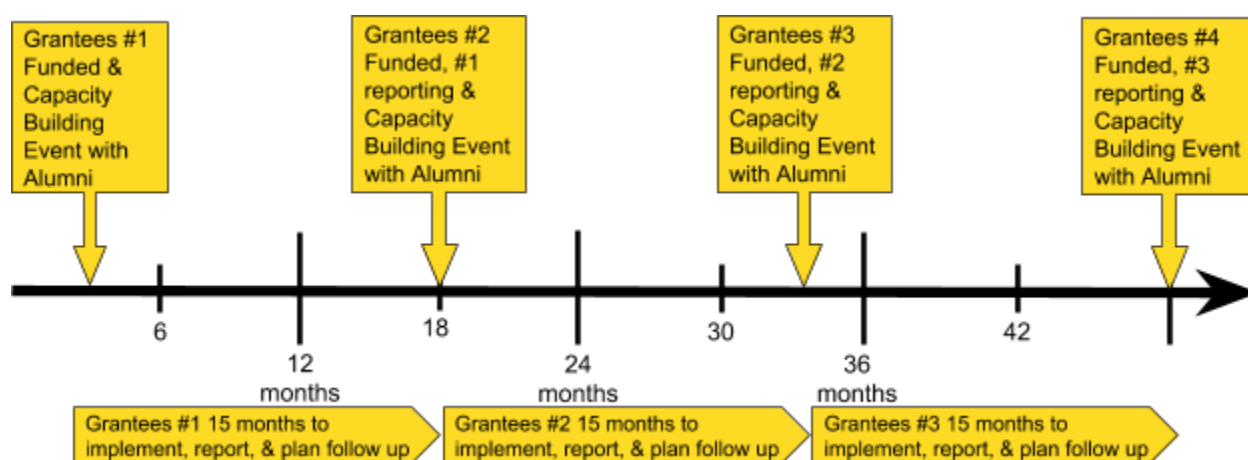 Grantees #1
Funded &
Capacity
Building
Event with
Alumni
Grantees #2
Funded, #1
reporting &
Capacity
Building Event
with Alumni
Grantees #3
Funded, #2
reporting &
Capacity
Building Event
with Alumni
Grantees #4
Funded, #3
reporting &
Capacity
Building Event
with Alumni
6
12
months
18
24
months
30
36
months
42
Grantees #1 15 months to
implement, report, & plan follow up
Grantees #2 15 months to
implement, report, & plan follow up
Grantees #3 15 months to
implement, report, & plan follow up